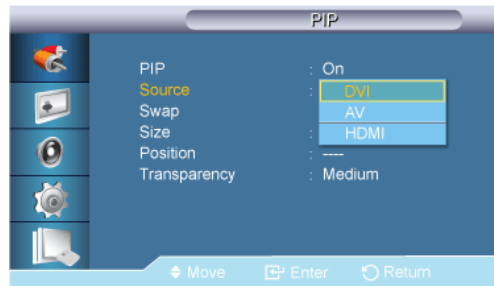 PIP
PIP : On
Source : DVI
Swap AV
Size : HDMI
Position : ----
Transparency : Medium
Move Enter Return